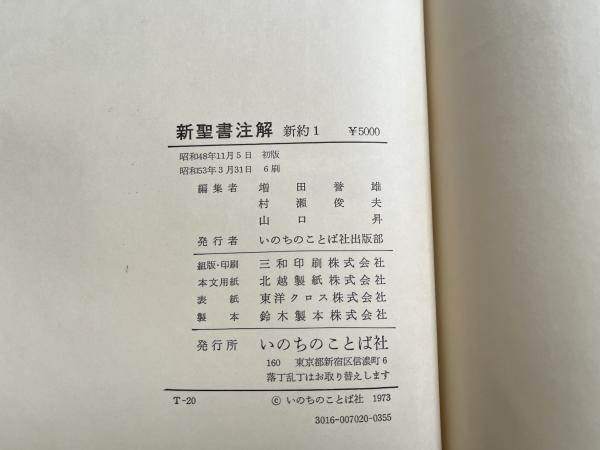 新聖書注解 新約1 ¥5000
昭和48年11月5日 初版
昭和53年3月31日 6刷
編集者 増田誉雄
村瀬俊夫
山口昇
発行者 いのちのことば社出版部
組版・印刷 三和印刷株式会社
本文用紙 北越製紙株式会社
表紙 東洋クロス株式会社
製本 鈴木製本株式会社
発行所 いのちのことば社
160 東京都新宿区信濃町6
落丁乱丁はお取り替えします
T-20 © いのちのことば社 1973
3016-007020-0355